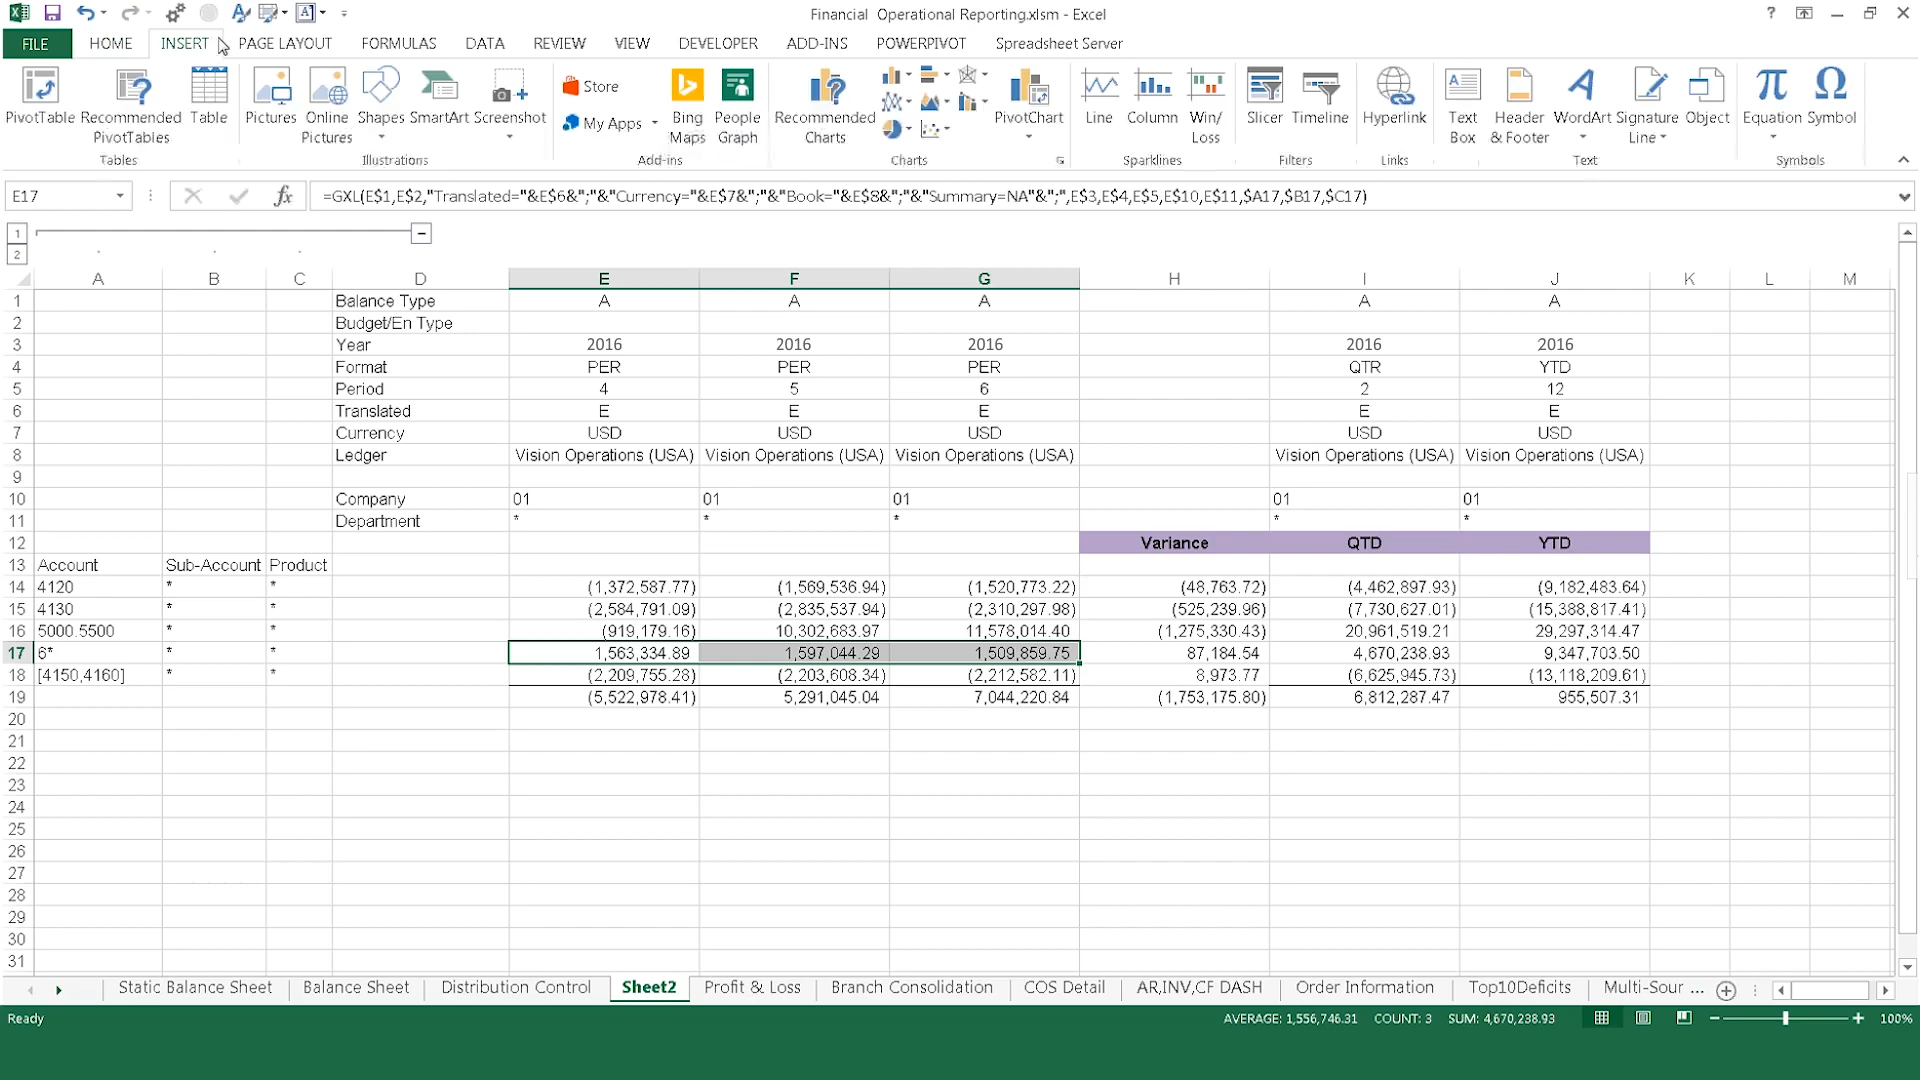 Financial  Operational Reporting.xlsm - Excel
?
FILE HOME INSERT PAGE LAYOUT FORMULAS DATA REVIEW VIEW DEVELOPER ADD-INS POWERPIVOT Spreadsheet Server
PivotTable Recommended PivotTables Table
Tables
Pictures Online Pictures Shapes SmartArt Screenshot
Illustrations
Store
My Apps
Bing Maps People Graph
Add-ins
Recommended Charts PivotChart
Charts
Line Column Win/Loss
Sparklines
Slicer Timeline
Filters
Hyperlink
Links
Text Box Header & Footer WordArt Signature Line Object
Text
Equation Symbol
Symbols
E17 fx =GXL(E$1,E$2,"Translated="&E$6&";"&"Currency="&E$7&";"&"Book="&E$8&";"&"Summary=NA"&";",E$3,E$4,E$5,E$10,E$11,$A17,$B17,$C17)
1
2
A B C D E F G H I J K L M
1 Balance Type A A A A A
2 Budget/En Type
3 Year 2016 2016 2016 2016 2016
4 Format PER PER PER QTR YTD
5 Period 4 5 6 2 12
6 Translated E E E E E
7 Currency USD USD USD USD USD
8 Ledger Vision Operations (USA) Vision Operations (USA) Vision Operations (USA) Vision Operations (USA) Vision Operations (USA)
9
10 Company 01 01 01 01 01
11 Department * * * * *
12 Variance QTD YTD
13 Account Sub-Account Product
14 4120 * * (1,372,587.77) (1,569,536.94) (1,520,773.22) (48,763.72) (4,462,897.93) (9,182,483.64)
15 4130 * * (2,584,791.09) (2,835,537.94) (2,310,297.98) (525,239.96) (7,730,627.01) (15,388,817.41)
16 5000.5500 * * (919,179.16) 10,302,683.97 11,578,014.40 (1,275,330.43) 20,961,519.21 29,297,314.47
17 6* * * 1,563,334.89 1,597,044.29 1,509,859.75 87,184.54 4,670,238.93 9,347,703.50
18 [4150,4160] * * (2,209,755.28) (2,203,608.34) (2,212,582.11) 8,973.77 (6,625,945.73) (13,118,209.61)
19 (5,522,978.41) 5,291,045.04 7,044,220.84 (1,753,175.80) 6,812,287.47 955,507.31
20
21
22
23
24
25
26
27
28
29
30
31
Static Balance Sheet Balance Sheet Distribution Control Sheet2 Profit & Loss Branch Consolidation COS Detail AR,INV,CF DASH Order Information Top10Deficits Multi-Sour ...
Ready AVERAGE: 1,556,746.31 COUNT: 3 SUM: 4,670,238.93 100%